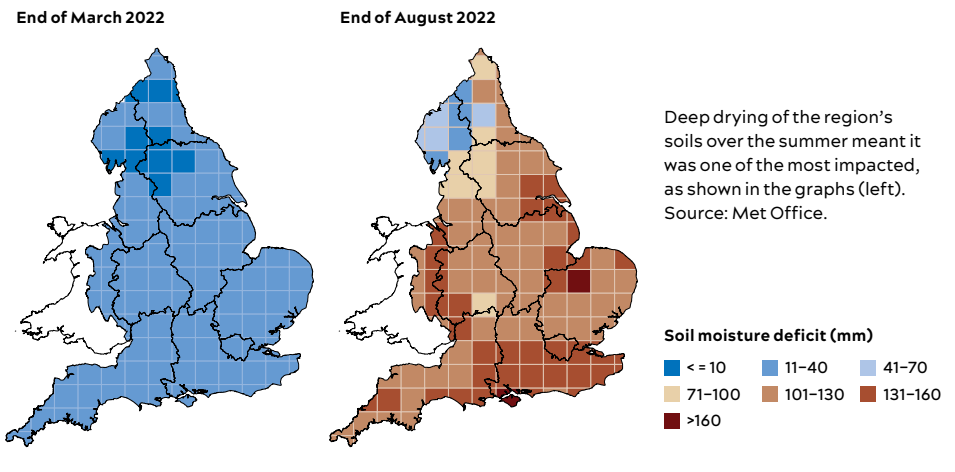 End of March 2022
End of August 2022
Deep drying of the region's
soils over the summer meant it
was one of the most impacted,
as shown in the graphs (left).
Source: Met Office.
Soil moisture deficit (mm)
< = 10
11–40
41–70
71–100
101–130
131–160
>160